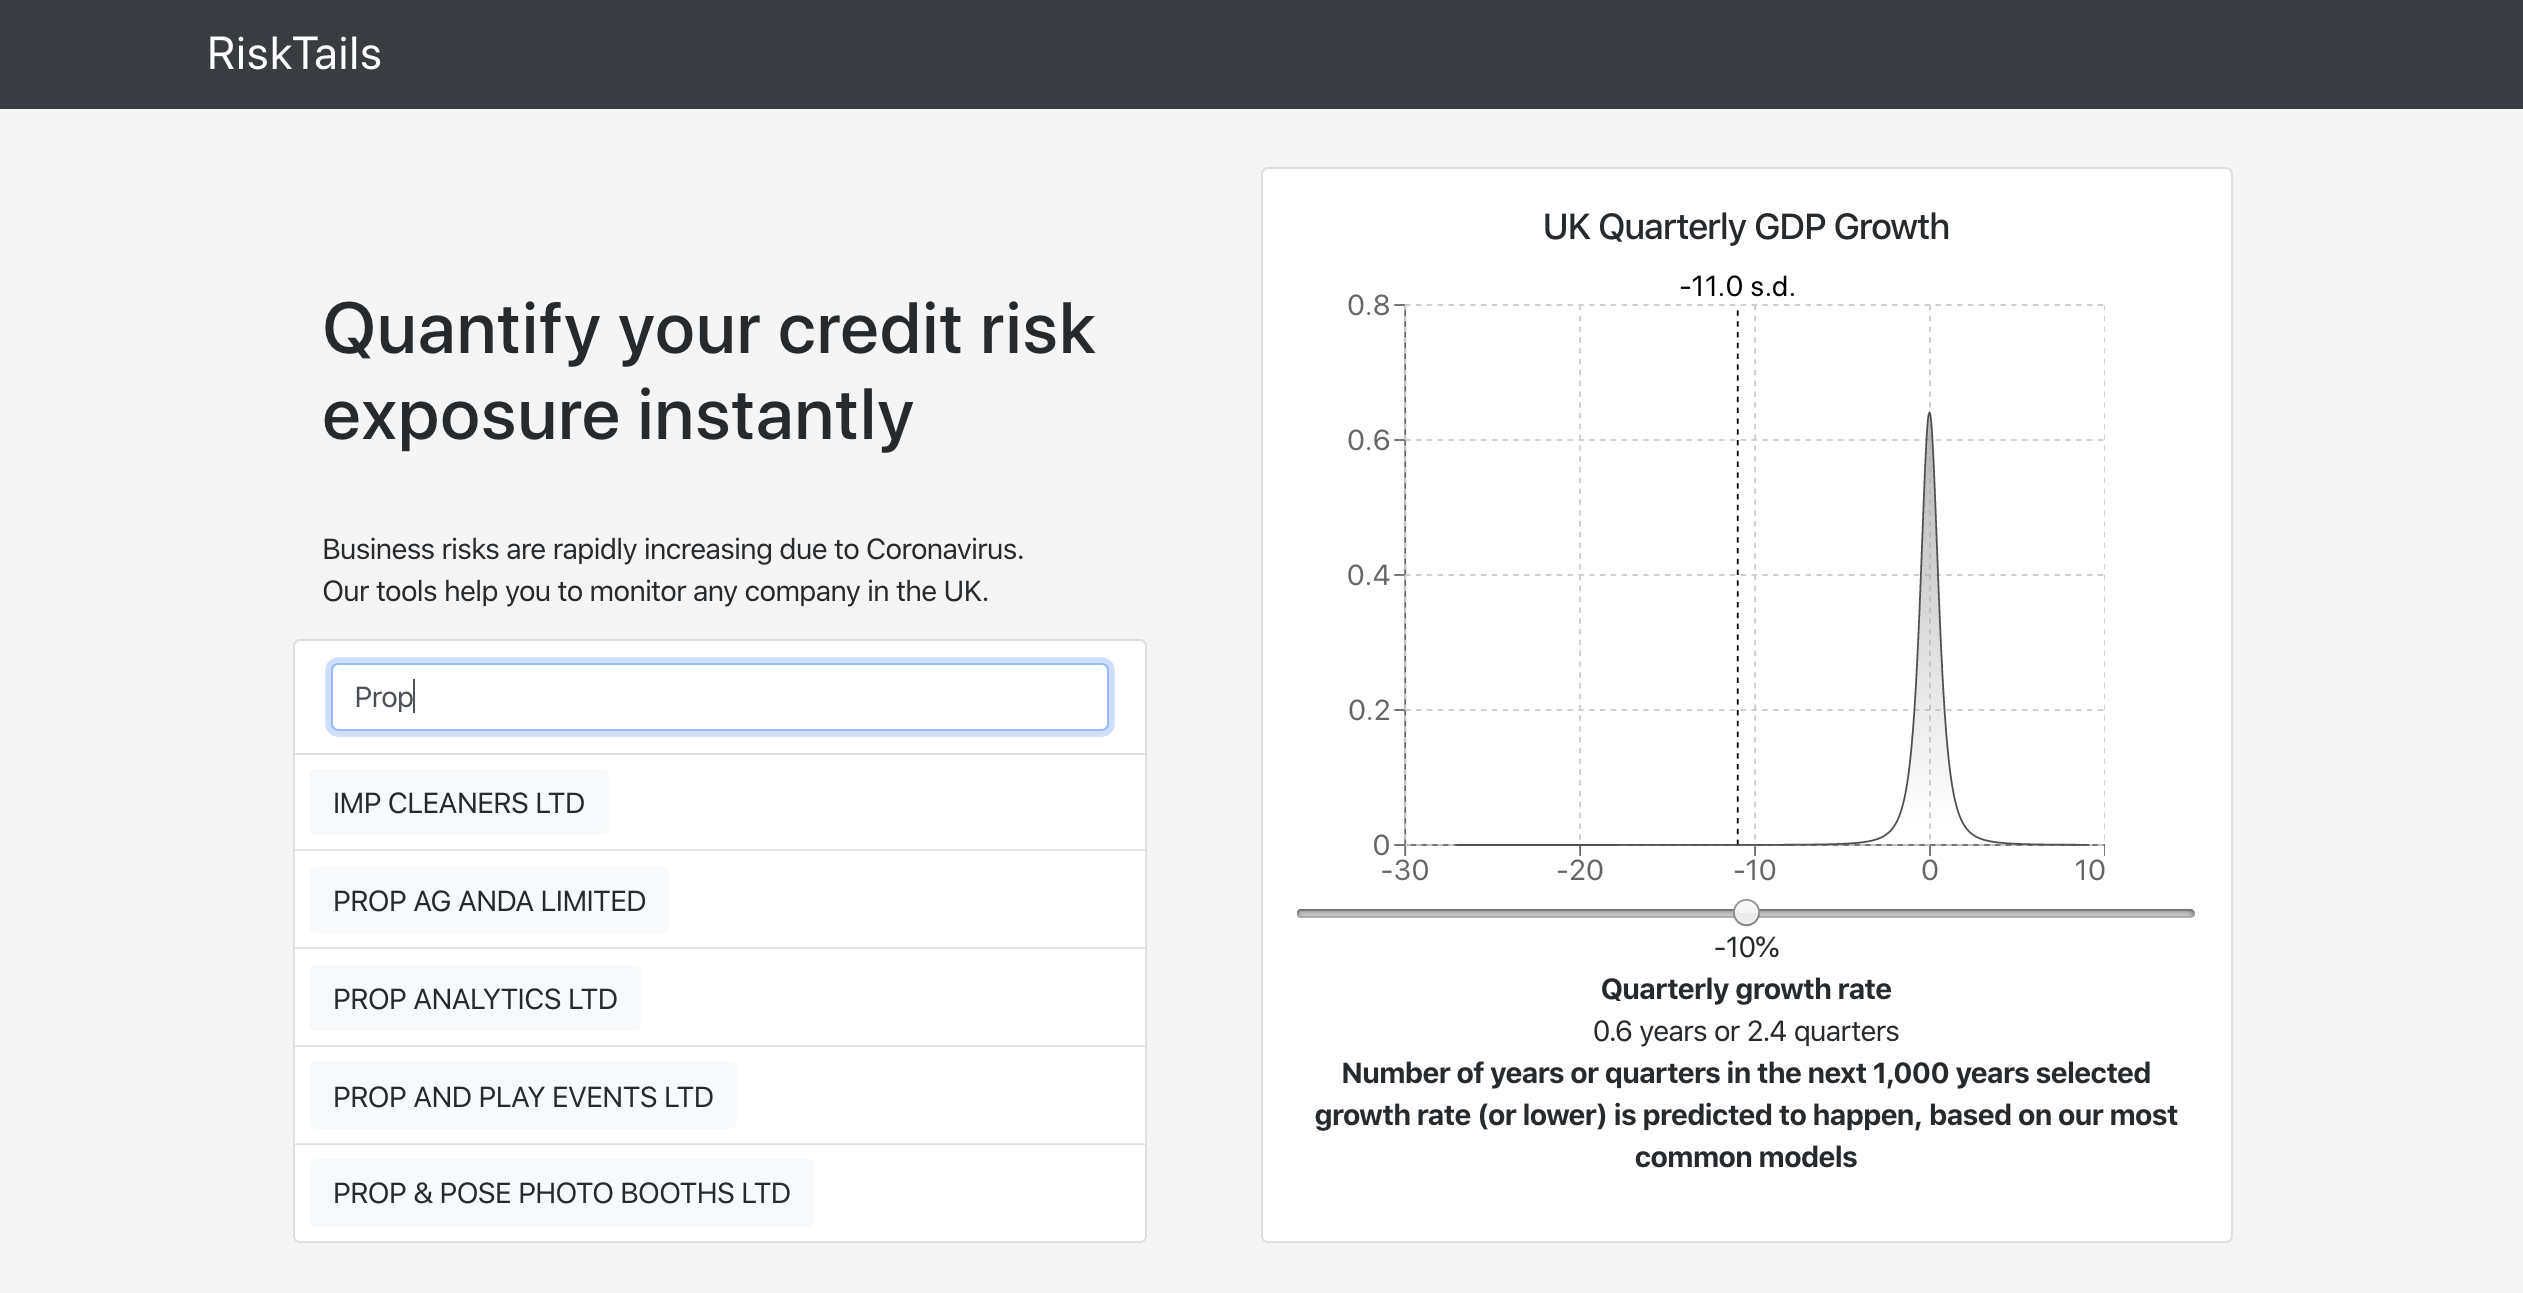 RiskTails
Quantify your credit risk
exposure instantly
Business risks are rapidly increasing due to Coronavirus.
Our tools help you to monitor any company in the UK.
Prop
IMP CLEANERS LTD
PROP AG ANDA LIMITED
PROP ANALYTICS LTD
PROP AND PLAY EVENTS LTD
PROP & POSE PHOTO BOOTHS LTD
UK Quarterly GDP Growth
-11.0 s.d.
0.8
0.6
0.4
0.2
0
-30 -20 -10 0 10
-10%
Quarterly growth rate
0.6 years or 2.4 quarters
Number of years or quarters in the next 1,000 years selected
growth rate (or lower) is predicted to happen, based on our most
common models